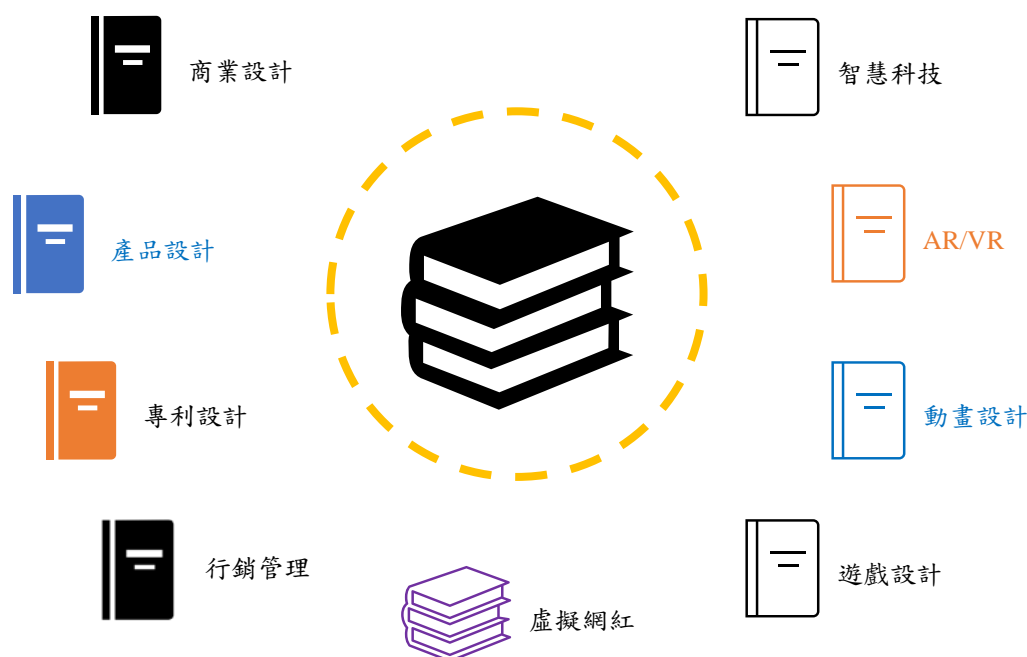 商業設計
智慧科技
產品設計
AR/VR
專利設計
動畫設計
行銷管理
遊戲設計
虛擬網紅